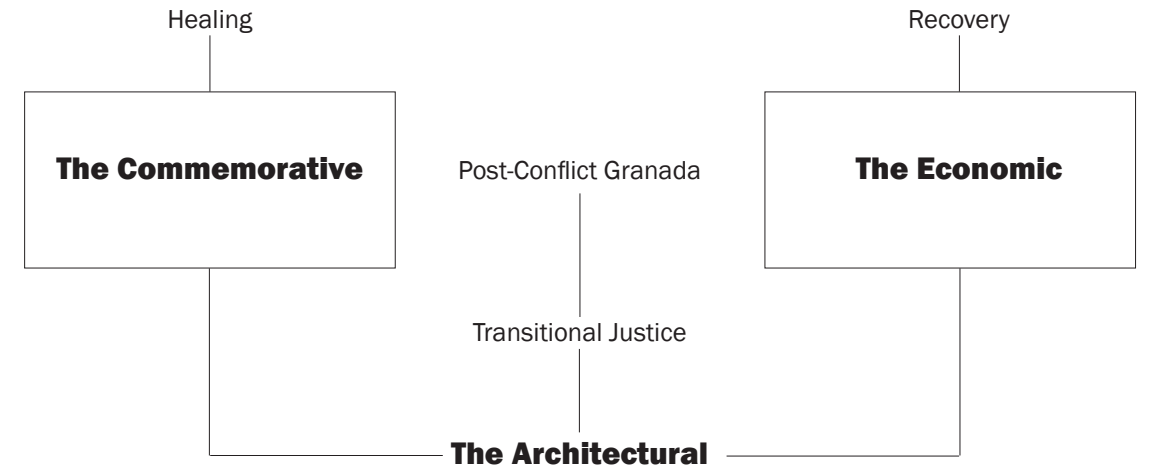 Healing
Recovery
The Commemorative
Post-Conflict Granada
The Economic
Transitional Justice
The Architectural